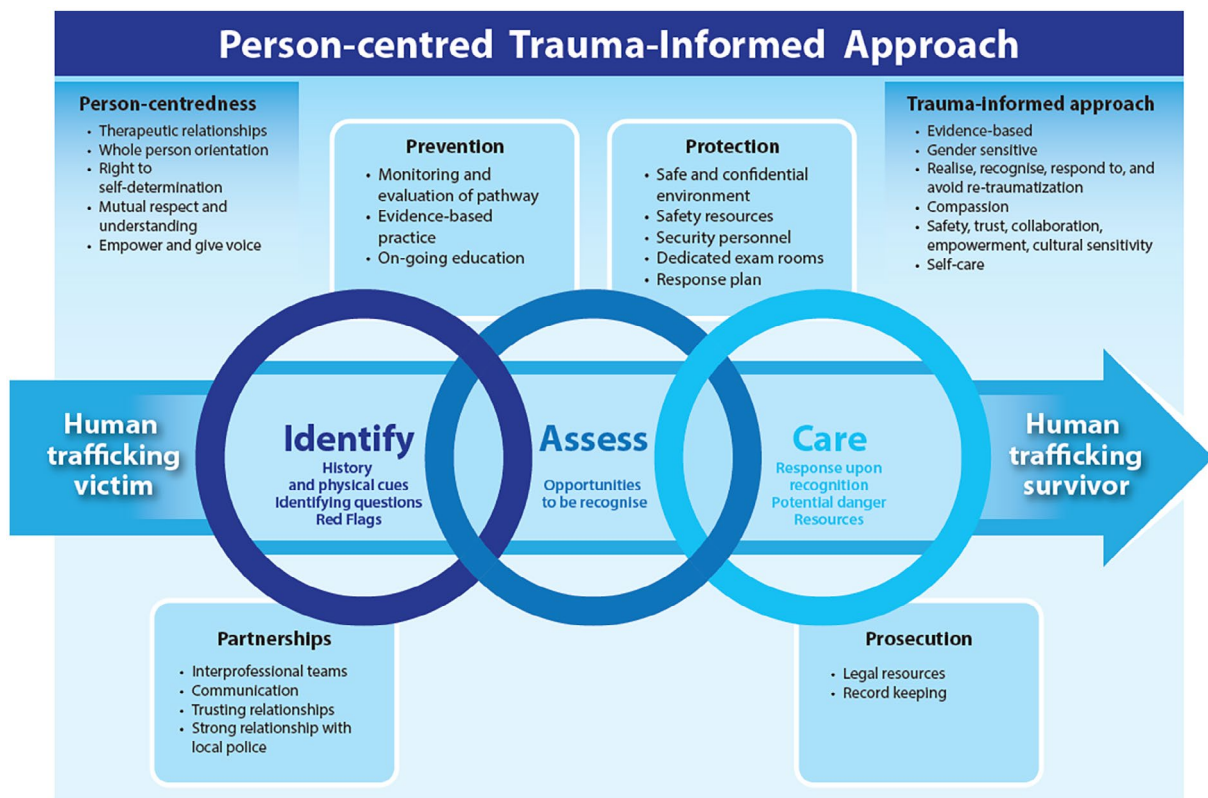 Person-centred Trauma-Informed Approach
Person-centredness
• Therapeutic relationships
• Whole person orientation
• Right to
self-determination
• Mutual respect and
understanding
• Empower and give voice
Prevention
• Monitoring and
evaluation of pathway
• Evidence-based
practice
• On-going education
Protection
• Safe and confidential
environment
• Safety resources
• Security personnel
• Dedicated exam rooms
• Response plan
Trauma-informed approach
• Evidence-based
• Gender sensitive
• Realise, recognise, respond to, and
avoid re-traumatization
• Compassion
• Safety, trust, collaboration,
empowerment, cultural sensitivity
• Self-care
Human
trafficking
victim
Identify
History
and physical cues
Identifying questions
Red Flags
Assess
Opportunities
to be recognise
Care
Response upon
recognition
Potential danger
Resources
Human
trafficking
survivor
Partnerships
• Interprofessional teams
• Communication
• Trusting relationships
• Strong relationship with
local police
Prosecution
• Legal resources
• Record keeping